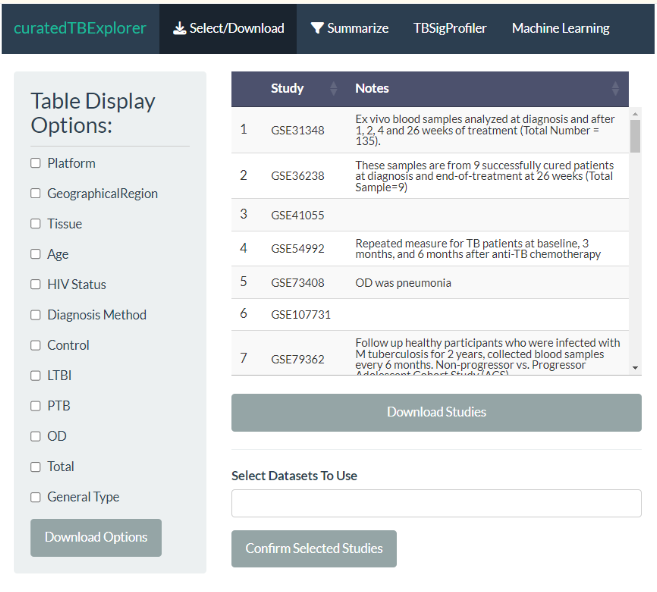 curatedTBExplorer
Select/Download
Summarize
TBSigProfiler
Machine Learning
Table Display
Options:
Platform
GeographicalRegion
Tissue
Age
HIV Status
Diagnosis Method
Control
LTBI
PTB
OD
Total
General Type
Download Options
Study Notes
1 GSE31348 Ex vivo blood samples analyzed at diagnosis and after
1, 2, 4 and 26 weeks of treatment (Total Number =
135).
2 GSE36238 These samples are from 9 successfully cured patients
at diagnosis and end-of-treatment at 26 weeks (Total
Sample=9)
3 GSE41055
4 GSE54992 Repeated measure for TB patients at baseline, 3
months, and 6 months after anti-TB chemotherapy
5 GSE73408 OD was pneumonia
6 GSE107731
7 GSE79362 Follow up healthy participants who were infected with
M tuberculosis for 2 years, collected blood samples
every 6 months. Non-progressor vs. Progressor
Adolescent Cohort Study (ACS)
Download Studies
Select Datasets To Use
Confirm Selected Studies